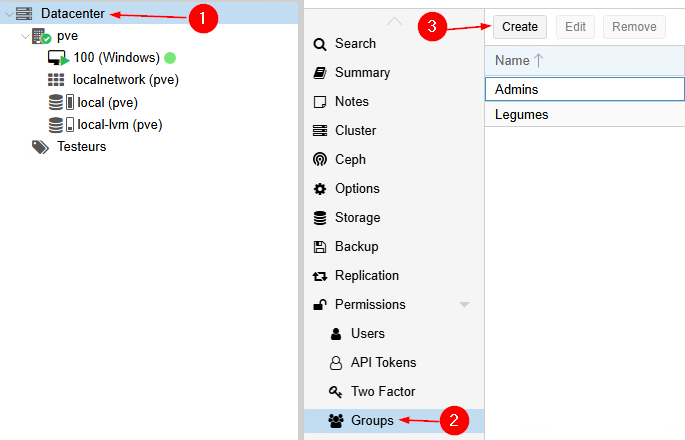 Datacenter
1
pve
100 (Windows)
localnetwork (pve)
local (pve)
local-lvm (pve)
Testeurs
Search
Summary
Notes
Cluster
Ceph
Options
Storage
Backup
Replication
Permissions
Users
API Tokens
Two Factor
Groups
2
3
Create Edit Remove
Name
Admins
Legumes